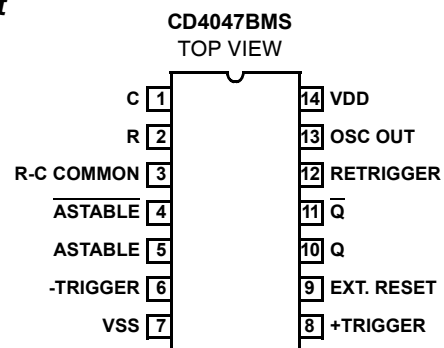 t
CD4047BMS
TOP VIEW
C 1 14 VDD
R 2 13 OSC OUT
R-C COMMON 3 12 RETRIGGER
A̅S̅T̅A̅B̅L̅E̅ 4 11 Q̅
ASTABLE 5 10 Q
-TRIGGER 6 9 EXT. RESET
VSS 7 8 +TRIGGER